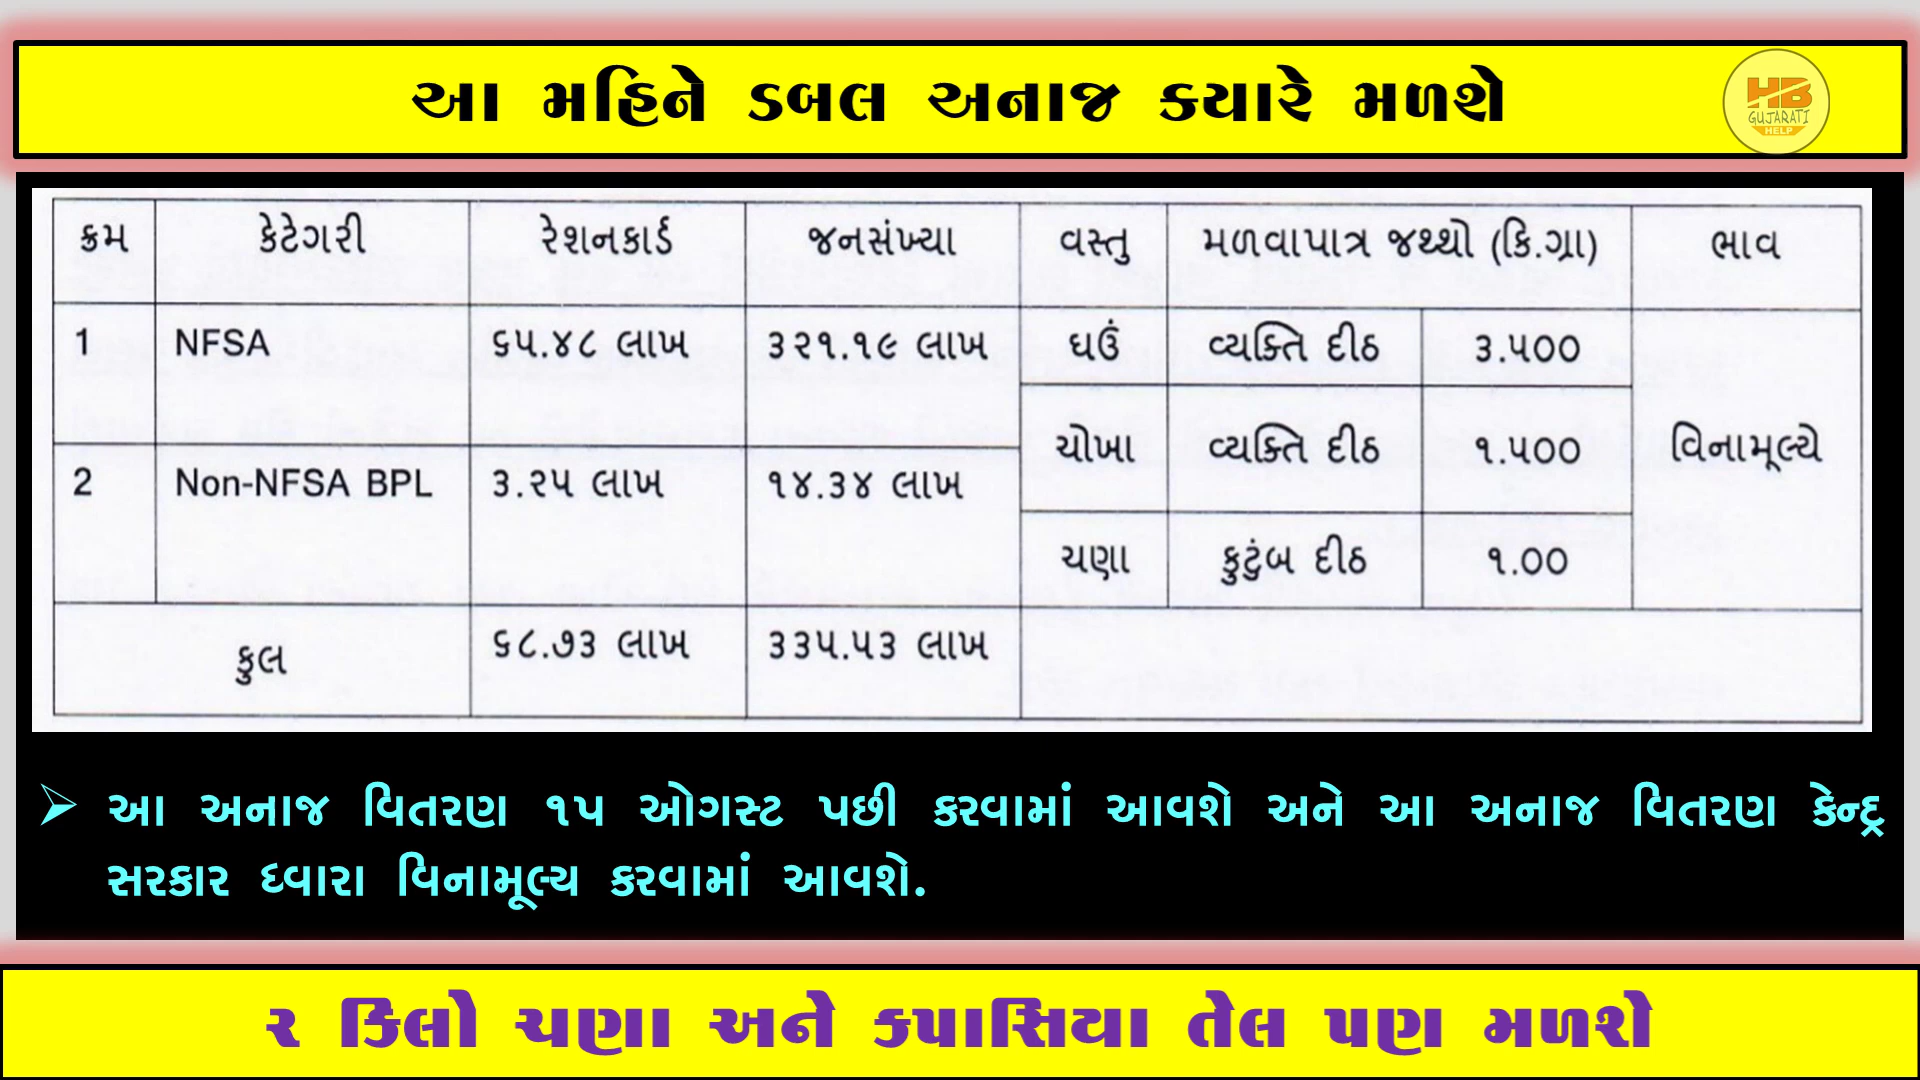 આ મહિને ડબલ અનાજ ક્યારે મળશે
HB
GUJARATI
HELP
ક્રમ કેટેગરી રેશનકાર્ડ જનસંખ્યા વસ્તુ મળવાપાત્ર જથ્થો (કિ.ગ્રા) ભાવ
1 NFSA ૬૫.૪૮ લાખ ૩૨૧.૧૯ લાખ ઘઉં વ્યક્તિ દીઠ ૩.૫૦૦
ચોખા વ્યક્તિ દીઠ ૧.૫૦૦ વિનામૂલ્યે
2 Non-NFSA BPL ૩.૨૫ લાખ ૧૪.૩૪ લાખ
ચણા કુટુંબ દીઠ ૧.૦૦
કુલ ૬૮.૭૩ લાખ ૩૩૫.૫૩ લાખ
➢ આ અનાજ વિતરણ ૧૫ ઓગસ્ટ પછી કરવામાં આવશે અને આ અનાજ વિતરણ કેન્દ્ર
સરકાર ધ્વારા વિનામૂલ્ય કરવામાં આવશે.
૨ કિલો ચણા અને કપાસિયા તેલ પણ મળશે